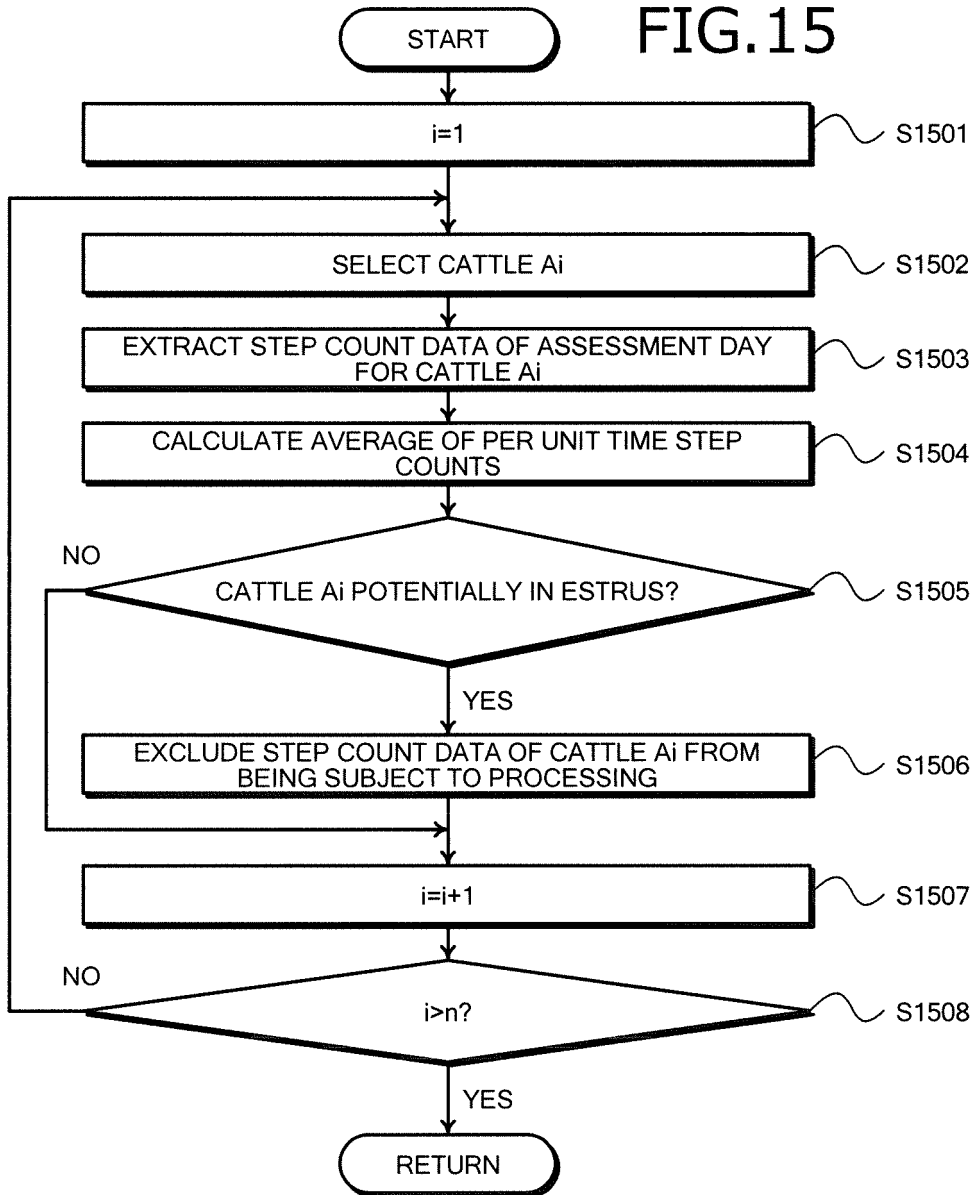 FIG.15
START
i=1
S1501
SELECT CATTLE Ai
S1502
EXTRACT STEP COUNT DATA OF ASSESSMENT DAY
FOR CATTLE Ai
S1503
CALCULATE AVERAGE OF PER UNIT TIME STEP
COUNTS
S1504
NO
CATTLE Ai POTENTIALLY IN ESTRUS?
S1505
YES
EXCLUDE STEP COUNT DATA OF CATTLE Ai FROM
BEING SUBJECT TO PROCESSING
S1506
i=i+1
S1507
NO
i>n?
S1508
YES
RETURN